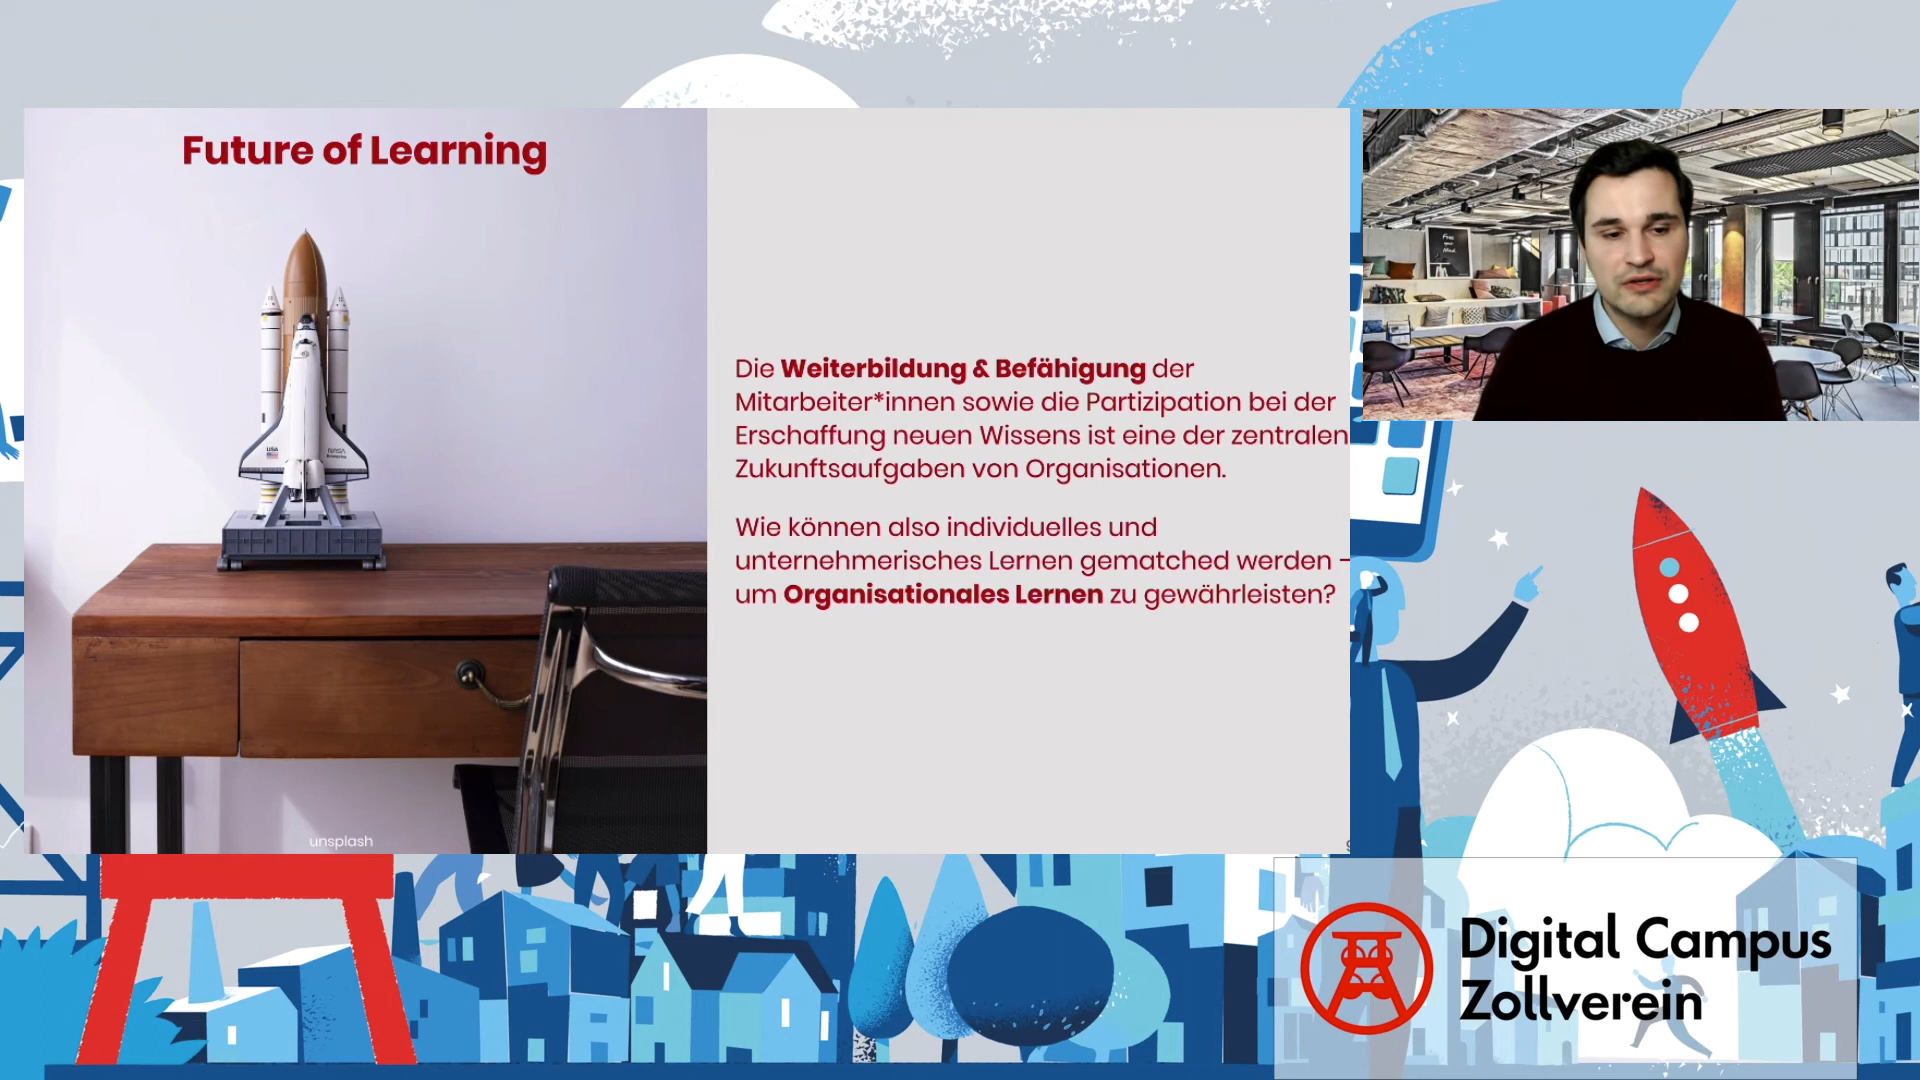 Future of Learning
Die Weiterbildung & Befähigung der
Mitarbeiter*innen sowie die Partizipation bei der
Erschaffung neuen Wissens ist eine der zentralen
Zukunftsaufgaben von Organisationen.
Wie können also individuelles und
unternehmerisches Lernen gematched werden -
um Organisationales Lernen zu gewährleisten?
USA
NASA
unsplash
Digital Campus
Zollverein